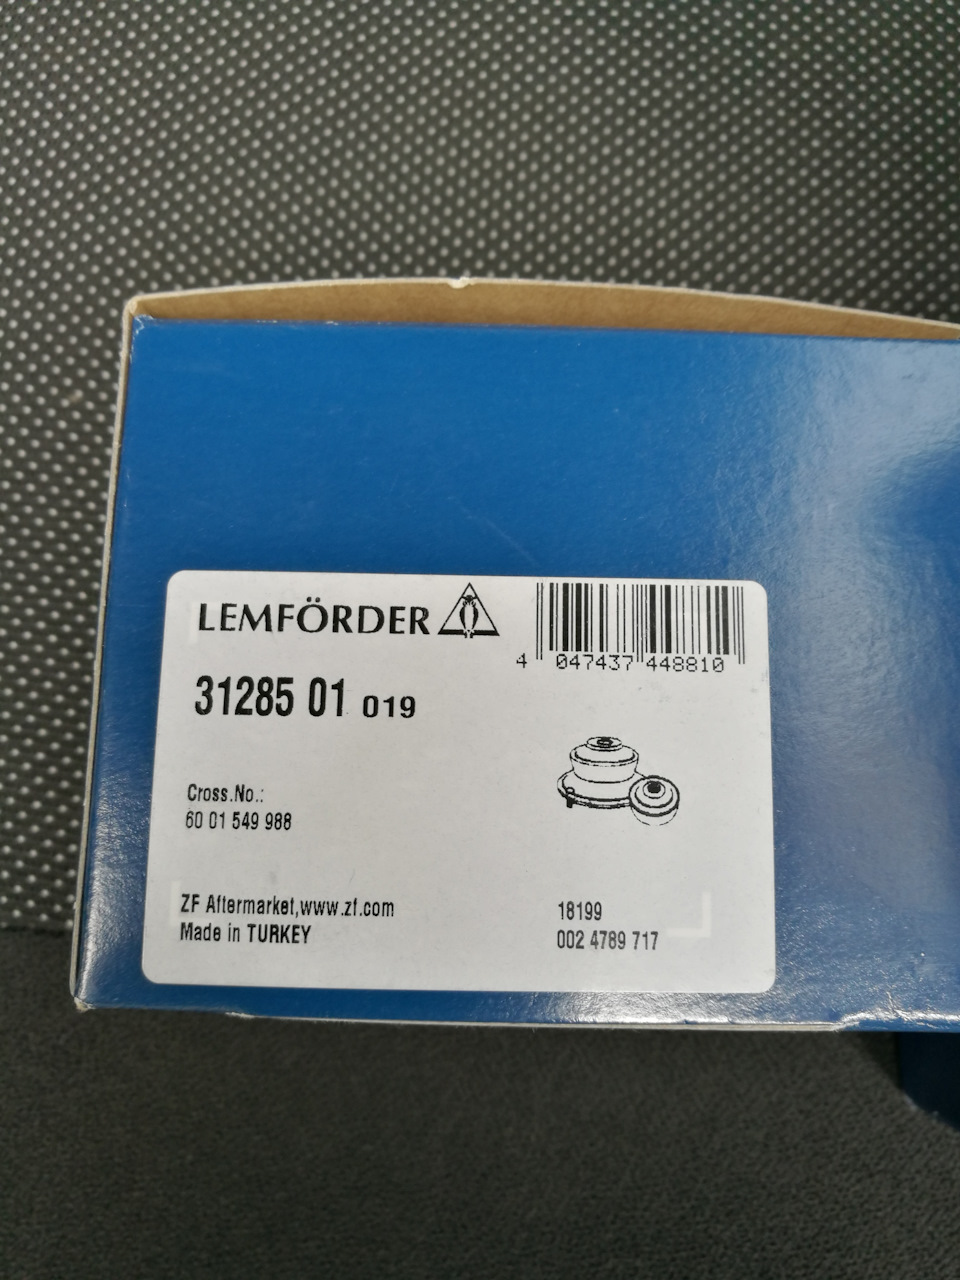 LEMFÖRDER
4 047437 448810
31285 01 019
Cross.No.:
60 01 549 988
ZF Aftermarket,www.zf.com
Made in TURKEY
18199
002 4789 717